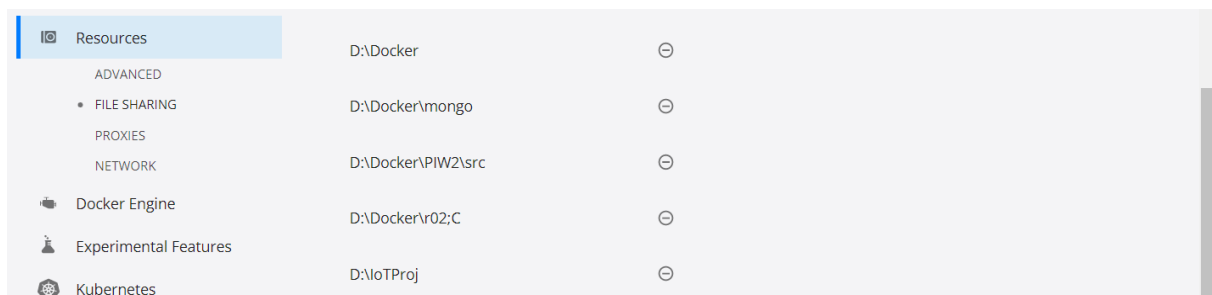 Resources
ADVANCED
FILE SHARING
PROXIES
NETWORK
Docker Engine
Experimental Features
Kubernetes
D:\Docker
D:\Docker\mongo
D:\Docker\PIW2\src
D:\Docker\r02;C
D:\IoTProj